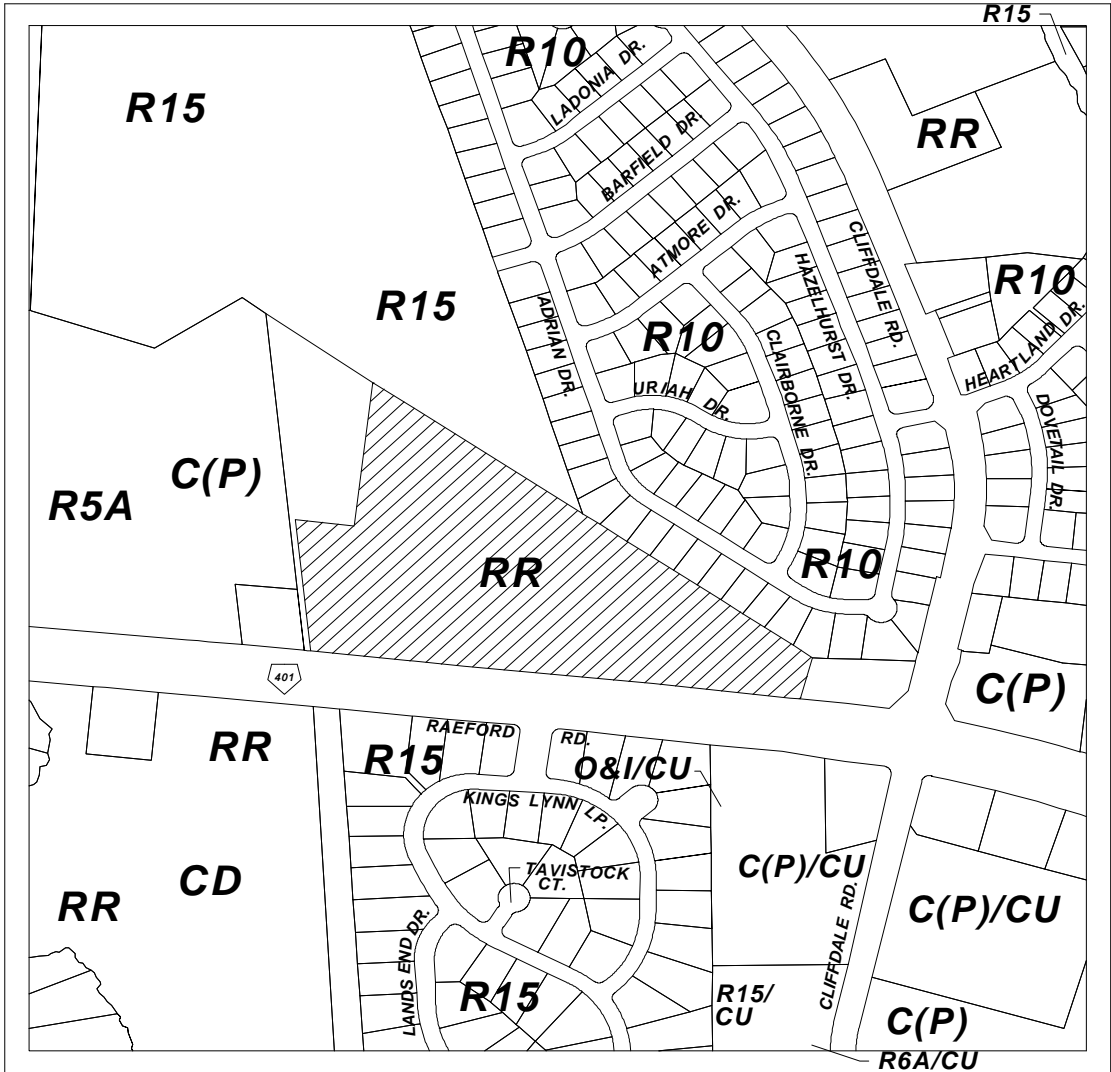 R15
R10
LADONIA DR.
R15
RR
BARFIELD DR.
ATMORE DR.
CLIFFDALE RD.
HAZELHURST DR.
R10
HEARTLAND DR.
R15
ADRIAN DR.
R10
CLAIRBORNE DR.
URIAH DR.
DOVETAIL DR.
C(P)
R5A
RR
R10
401
C(P)
RR
RAEFORD
RD.
R15
O&I/CU
KINGS LYNN LP.
TAVISTOCK
CT.
C(P)/CU
CD
RR
C(P)/CU
LANDS END DR.
CLIFFDALE RD.
R15
R15/
CU
C(P)
R6A/CU